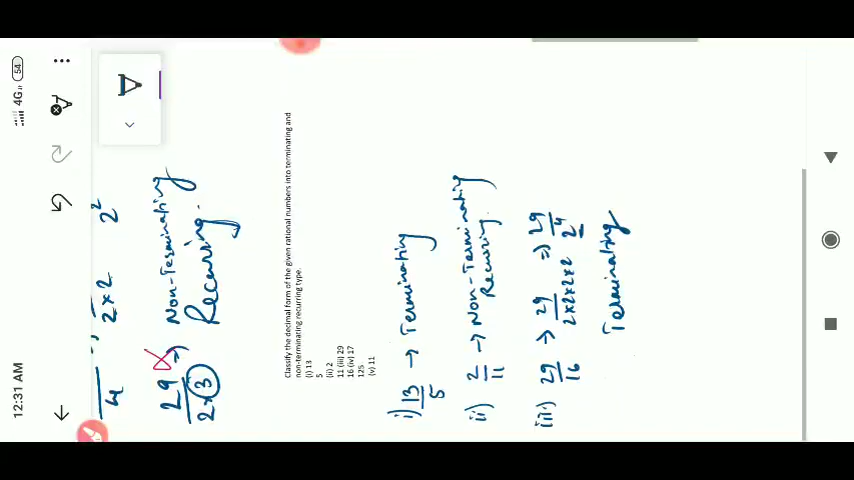 12:31 AM
4G 54
4 2×2 2²
29/2×3 ⇒ Non-Terminating
Recurring.
Classify the decimal form of the given rational numbers into terminating and
non-terminating recurring type.
(i) 13
5
(ii) 2
11 (iii) 29
16 (iv) 17
125
(v) 11
i) 13/5 → Terminating
(ii) 2/11 → Non-Terminating
Recurring.
(iii) 29/16 ⇒ 29/2×2×2×2 ⇒ 29/2⁴
Terminating